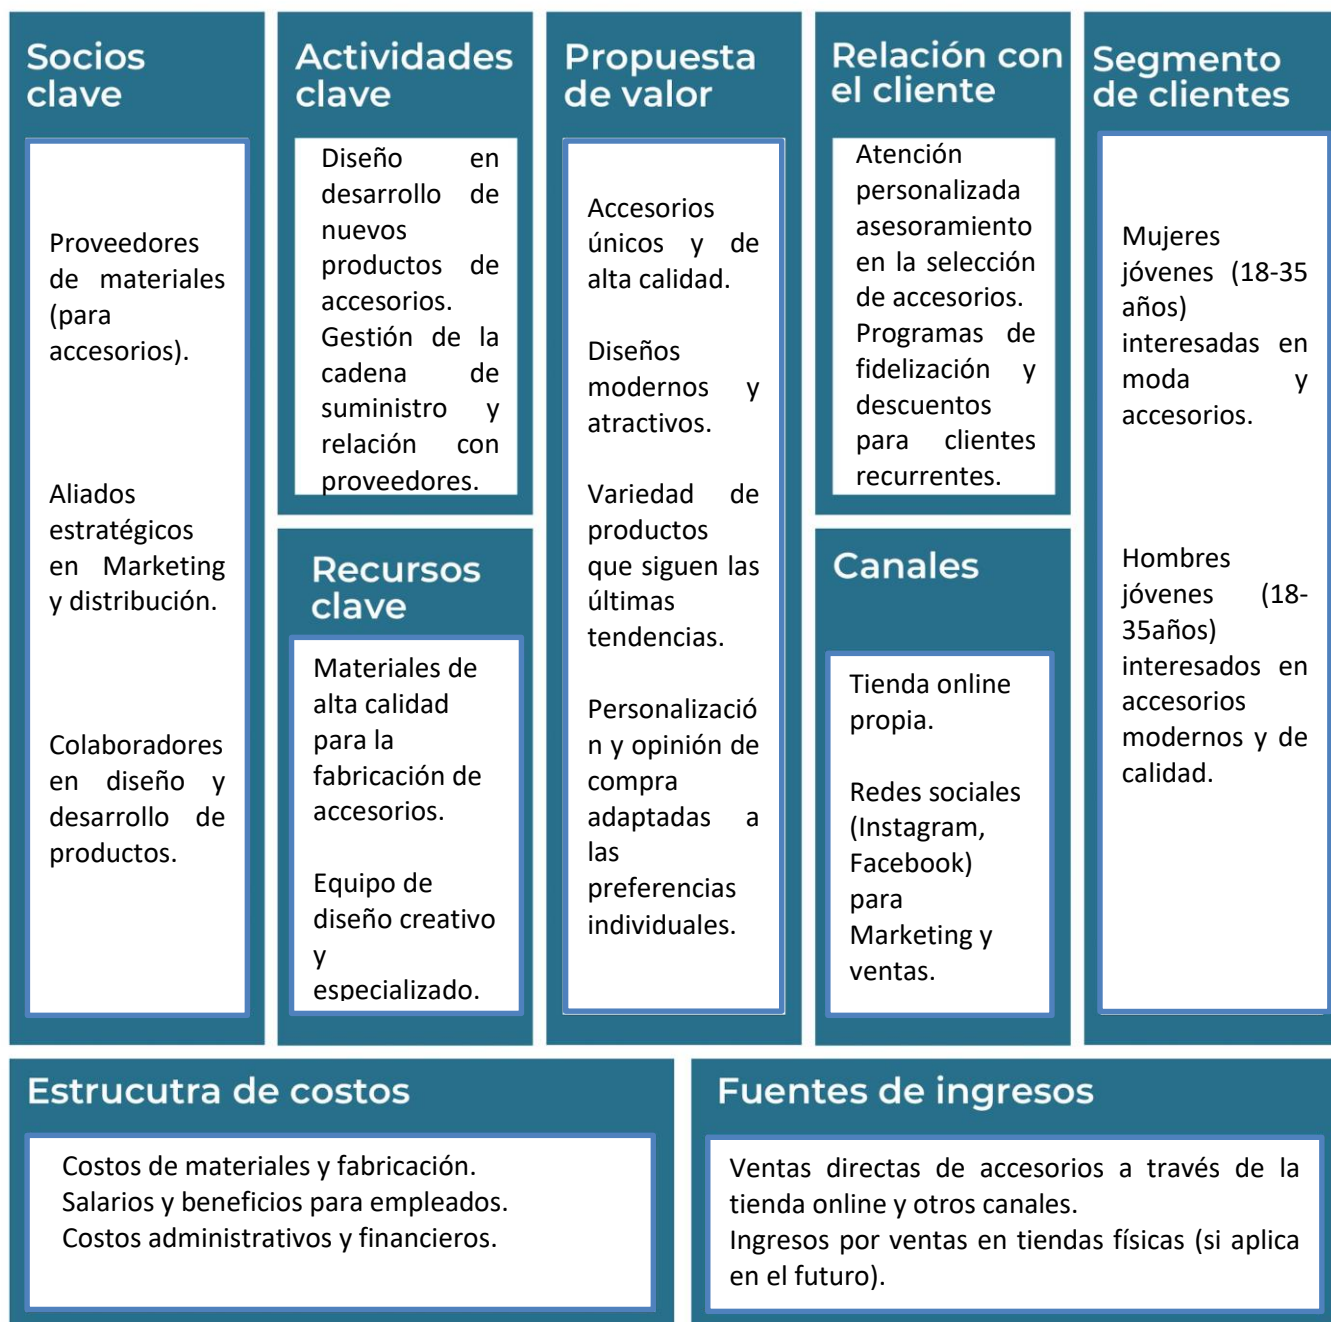 Socios
clave
Proveedores
de materiales
(para
accesorios).
Aliados
estratégicos
en Marketing
y distribución.
Colaboradores
en diseño y
desarrollo de
productos.
Actividades
clave
Diseño en
desarrollo de
nuevos
productos de
accesorios.
Gestión de la
cadena de
suministro y
relación con
proveedores.
Recursos
clave
Materiales de
alta calidad
para la
fabricación de
accesorios.
Equipo de
diseño creativo
y
especializado.
Propuesta
de valor
Accesorios
únicos y de
alta calidad.
Diseños
modernos y
atractivos.
Variedad de
productos
que siguen las
últimas
tendencias.
Personalizació
n y opinión de
compra
adaptadas a
las
preferencias
individuales.
Relación con
el cliente
Atención
personalizada
asesoramiento
en la selección
de accesorios.
Programas de
fidelización y
descuentos
para clientes
recurrentes.
Canales
Tienda online
propia.
Redes sociales
(Instagram,
Facebook)
para
Marketing y
ventas.
Segmento
de clientes
Mujeres
jóvenes (18-35
años)
interesadas en
moda y
accesorios.
Hombres
jóvenes (18-
35años)
interesados en
accesorios
modernos y de
calidad.
Estrucutra de costos
Costos de materiales y fabricación.
Salarios y beneficios para empleados.
Costos administrativos y financieros.
Fuentes de ingresos
Ventas directas de accesorios a través de la
tienda online y otros canales.
Ingresos por ventas en tiendas físicas (si aplica
en el futuro).